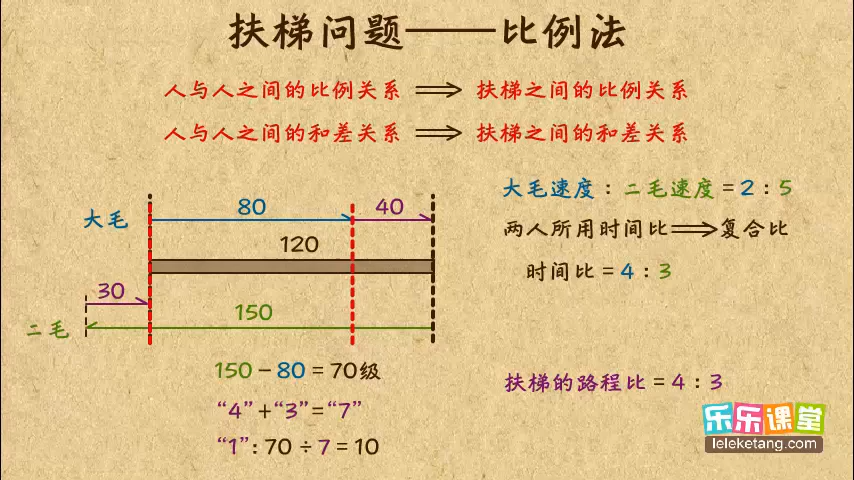 扶梯问题——比例法
人与人之间的比例关系 ⟹ 扶梯之间的比例关系
人与人之间的和差关系 ⟹ 扶梯之间的和差关系
大毛 80 40
120
30
二毛 150
150 - 80 = 70级
“4”+“3”=“7”
“1”: 70 ÷ 7 = 10
大毛速度 : 二毛速度 = 2 : 5
两人所用时间比⟹复合比
时间比 = 4 : 3
扶梯的路程比 = 4 : 3
乐乐课堂
leleketang.com